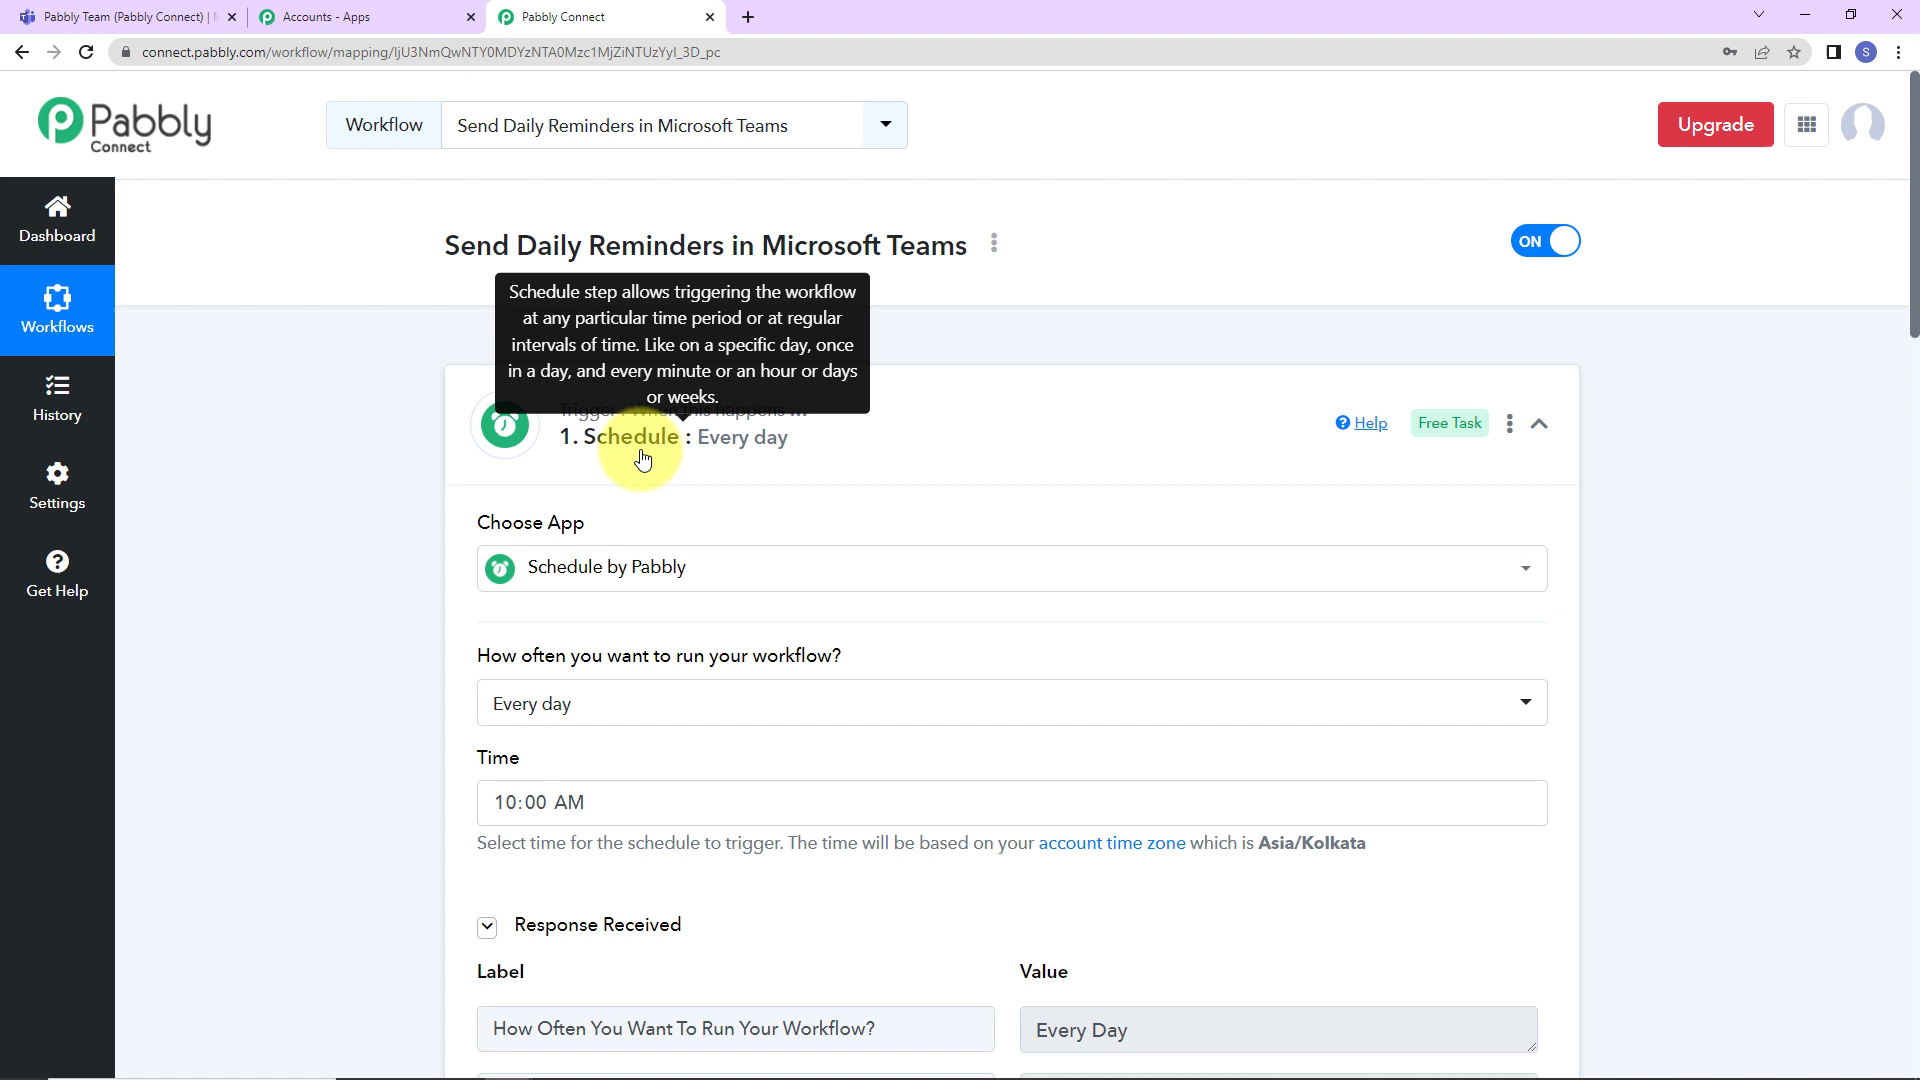 Pabbly Team (Pabbly Connect) |
Accounts - Apps
Pabbly Connect
connect.pabbly.com/workflow/mapping/IjU3NmQwNTY0MDYzNTA0Mzc1MjZiNTUzYyI_3D_pc
S
Pabbly
Connect
Workflow
Send Daily Reminders in Microsoft Teams
Upgrade
Dashboard
Workflows
History
Settings
Get Help
Send Daily Reminders in Microsoft Teams
ON
Schedule step allows triggering the workflow
at any particular time period or at regular
intervals of time. Like on a specific day, once
in a day, and every minute or an hour or days
or weeks.
Trigger : When this happens ...
1. Schedule : Every day
Help
Free Task
Choose App
Schedule by Pabbly
How often you want to run your workflow?
Every day
Time
10:00 AM
Select time for the schedule to trigger. The time will be based on your account time zone which is Asia/Kolkata
Response Received
Label
Value
How Often You Want To Run Your Workflow?
Every Day